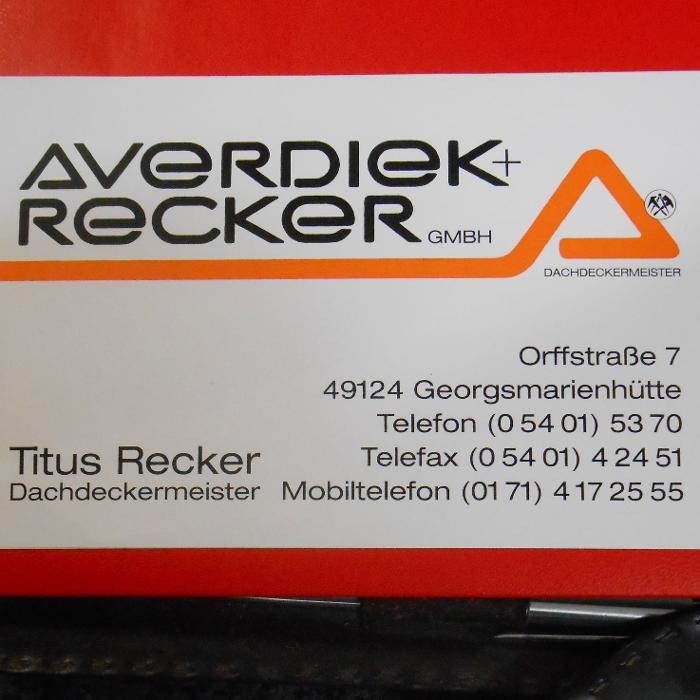 AVERDIEK+
RECKER GMBH
DACHDECKERMEISTER
Orffstraße 7
49124 Georgsmarienhütte
Telefon (0 54 01) 53 70
Telefax (0 54 01) 4 24 51
Titus Recker
Dachdeckermeister
Mobiltelefon (01 71) 4 17 25 55